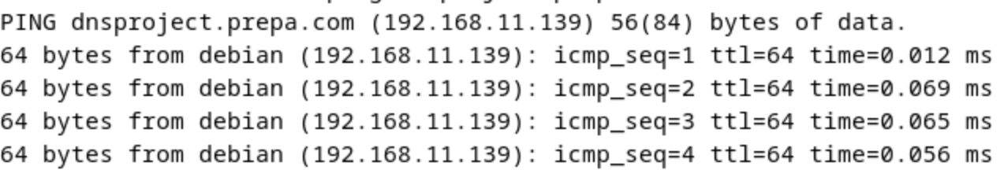 PING dnsproject.prepa.com (192.168.11.139) 56(84) bytes of data.
64 bytes from debian (192.168.11.139): icmp_seq=1 ttl=64 time=0.012 ms
64 bytes from debian (192.168.11.139): icmp_seq=2 ttl=64 time=0.069 ms
64 bytes from debian (192.168.11.139): icmp_seq=3 ttl=64 time=0.065 ms
64 bytes from debian (192.168.11.139): icmp_seq=4 ttl=64 time=0.056 ms